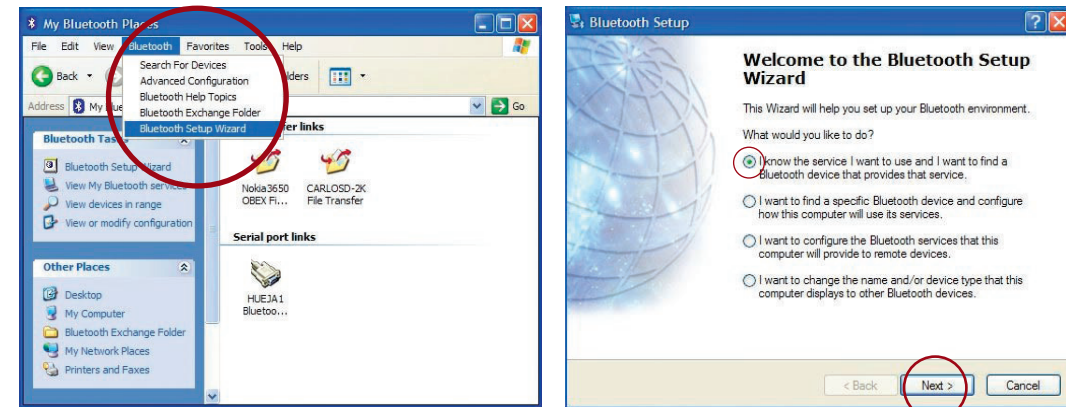 My Bluetooth Places
File Edit View Bluetooth Favorites Tools Help
Search For Devices
Advanced Configuration
Bluetooth Help Topics
Bluetooth Exchange Folder
Bluetooth Setup Wizard
Back
lders
Address My Blue
Go
er links
Bluetooth Tas
Bluetooth Setup Wizard
View My Bluetooth services
View devices in range
View or modify configuration
Nokia3650
OBEX Fi...
CARLOSD-2K
File Transfer
Serial port links
HUEJA1
Bluetoo...
Other Places
Desktop
My Computer
Bluetooth Exchange Folder
My Network Places
Printers and Faxes
Bluetooth Setup
Welcome to the Bluetooth Setup
Wizard
This Wizard will help you set up your Bluetooth environment.
What would you like to do?
I know the service I want to use and I want to find a
Bluetooth device that provides that service.
I want to find a specific Bluetooth device and configure
how this computer will use its services.
I want to configure the Bluetooth services that this
computer will provide to remote devices.
I want to change the name and/or device type that this
computer displays to other Bluetooth devices.
< Back Next > Cancel